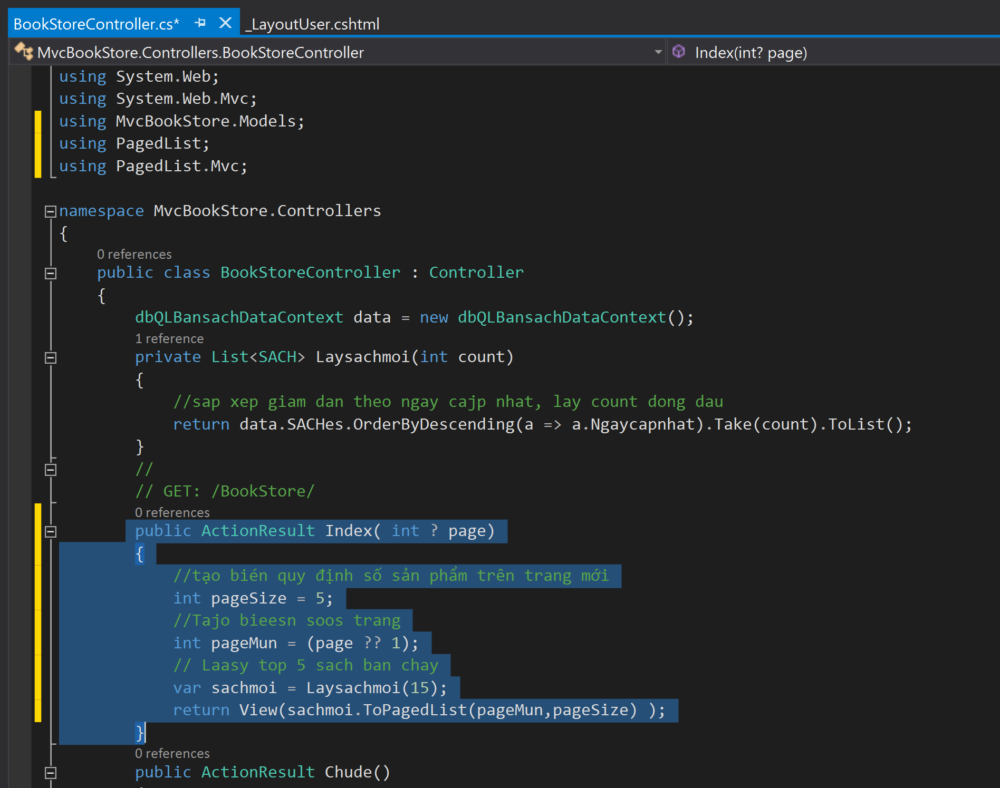 BookStoreController.cs* _LayoutUser.cshtml
MvcBookStore.Controllers.BookStoreController Index(int? page)
using System.Web;
using System.Web.Mvc;
using MvcBookStore.Models;
using PagedList;
using PagedList.Mvc;
namespace MvcBookStore.Controllers
{
0 references
public class BookStoreController : Controller
{
dbQLBansachDataContext data = new dbQLBansachDataContext();
1 reference
private List<SACH> Laysachmoi(int count)
{
//sap xep giam dan theo ngay cajp nhat, lay count dong dau
return data.SACHes.OrderByDescending(a => a.Ngaycapnhat).Take(count).ToList();
}
//
// GET: /BookStore/
0 references
public ActionResult Index( int ? page)
{
//tạo bién quy định số sản phẩm trên trang mới
int pageSize = 5;
//Tajo bieesn soos trang
int pageMun = (page ?? 1);
// Laasy top 5 sach ban chay
var sachmoi = Laysachmoi(15);
return View(sachmoi.ToPagedList(pageMun,pageSize) );
}
0 references
public ActionResult Chude()